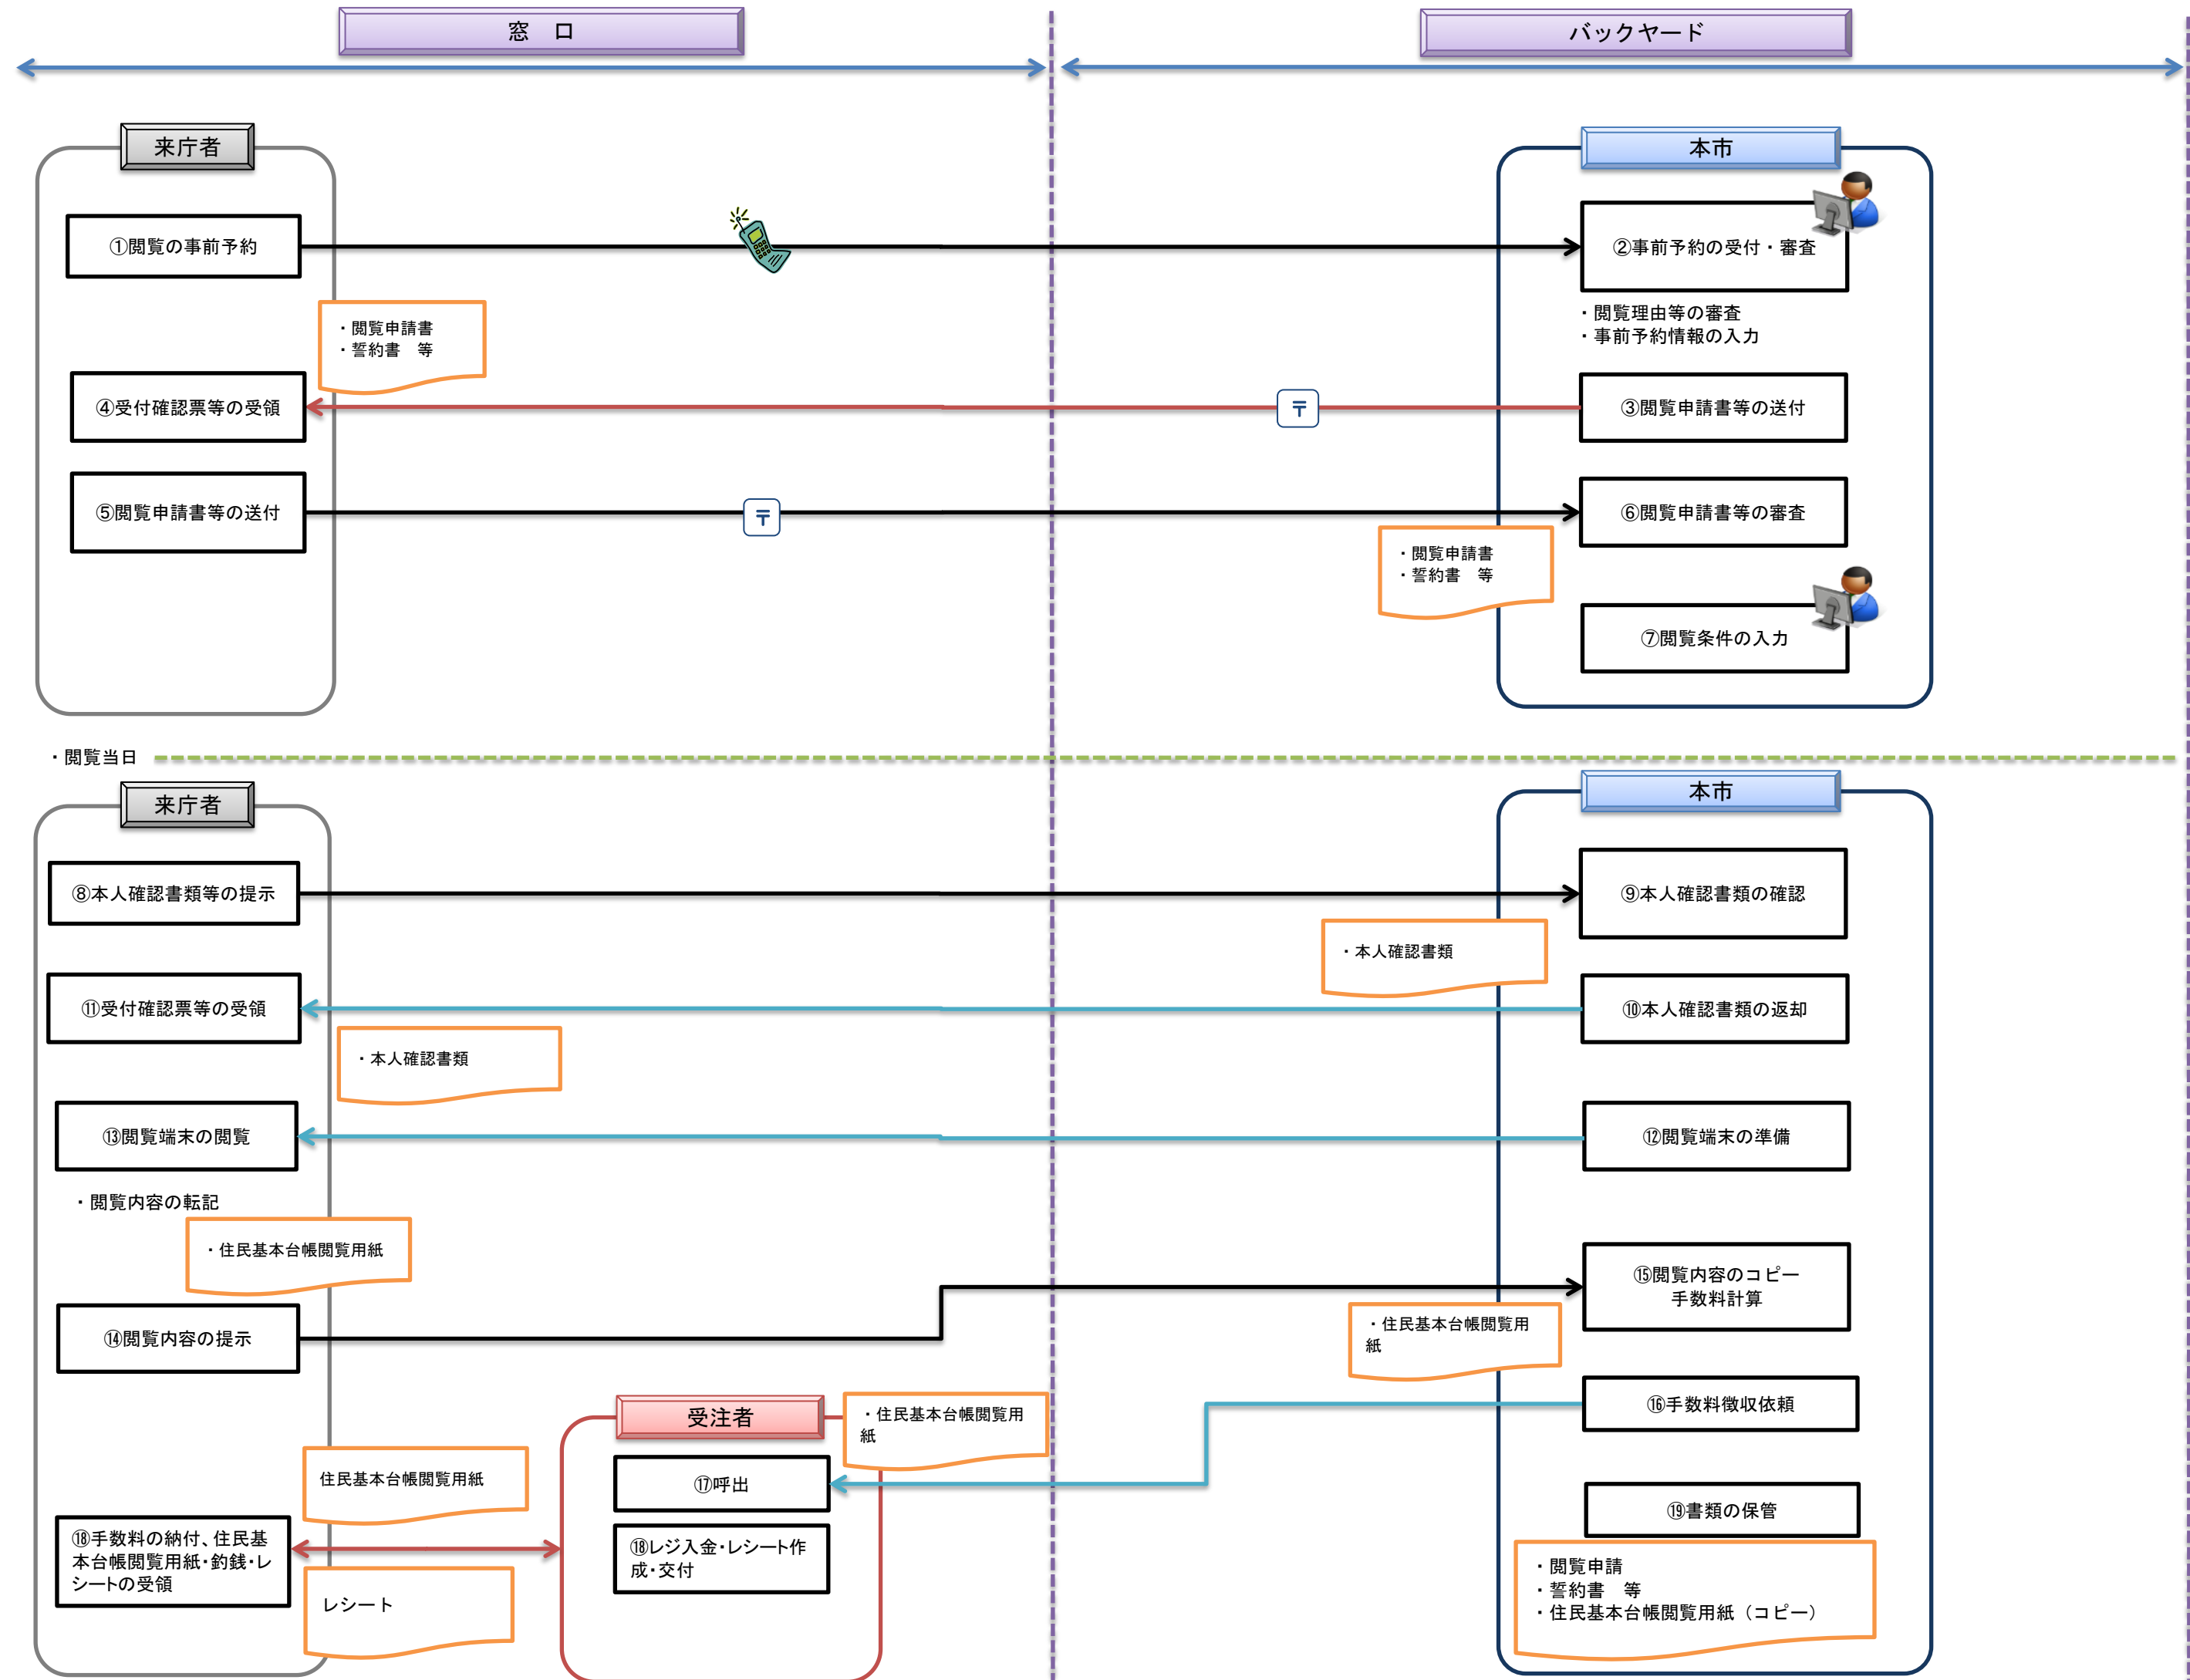 窓　口
バックヤード
来庁者
本市
①閲覧の事前予約
②事前予約の受付・審査
・閲覧理由等の審査
・事前予約情報の入力
・閲覧申請書
・誓約書　等
④受付確認票等の受領
〒
③閲覧申請書等の送付
⑤閲覧申請書等の送付
〒
⑥閲覧申請書等の審査
・閲覧申請書
・誓約書　等
⑦閲覧条件の入力
・閲覧当日
来庁者
本市
⑧本人確認書類等の提示
⑨本人確認書類の確認
・本人確認書類
⑪受付確認票等の受領
⑩本人確認書類の返却
・本人確認書類
⑬閲覧端末の閲覧
⑫閲覧端末の準備
・閲覧内容の転記
・住民基本台帳閲覧用紙
⑮閲覧内容のコピー
手数料計算
⑭閲覧内容の提示
・住民基本台帳閲覧用
紙
⑯手数料徴収依頼
受注者
・住民基本台帳閲覧用
紙
住民基本台帳閲覧用紙
⑰呼出
⑲書類の保管
⑱手数料の納付、住民基
本台帳閲覧用紙・釣銭・レ
シートの受領
⑱レジ入金・レシート作
成・交付
レシート
・閲覧申請
・誓約書　等
・住民基本台帳閲覧用紙（コピー）